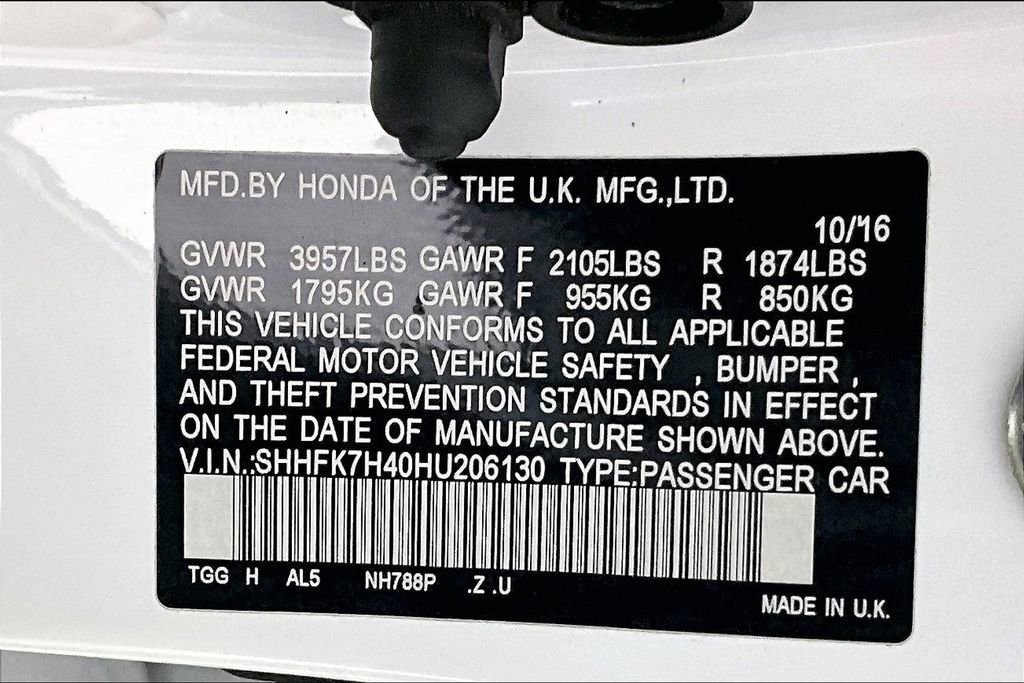 MFD.BY HONDA OF THE U.K. MFG.,LTD.
10/16
GVWR 3957LBS GAWR F 2105LBS R 1874LBS
GVWR 1795KG GAWR F 955KG R 850KG
THIS VEHICLE CONFORMS TO ALL APPLICABLE
FEDERAL MOTOR VEHICLE SAFETY , BUMPER ,
AND THEFT PREVENTION STANDARDS IN EFFECT
ON THE DATE OF MANUFACTURE SHOWN ABOVE.
V.I.N.:SHHFK7H40HU206130 TYPE:PASSENGER CAR
TGG H AL5 NH788P .Z .U
MADE IN U.K.